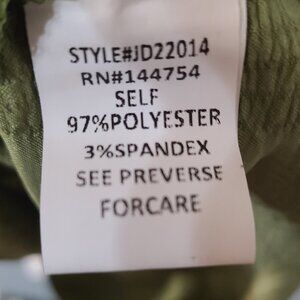 STYLE#JD22014
RN#144754
SELF
97%POLYESTER
3%SPANDEX
SEE PREVERSE
FORCARE